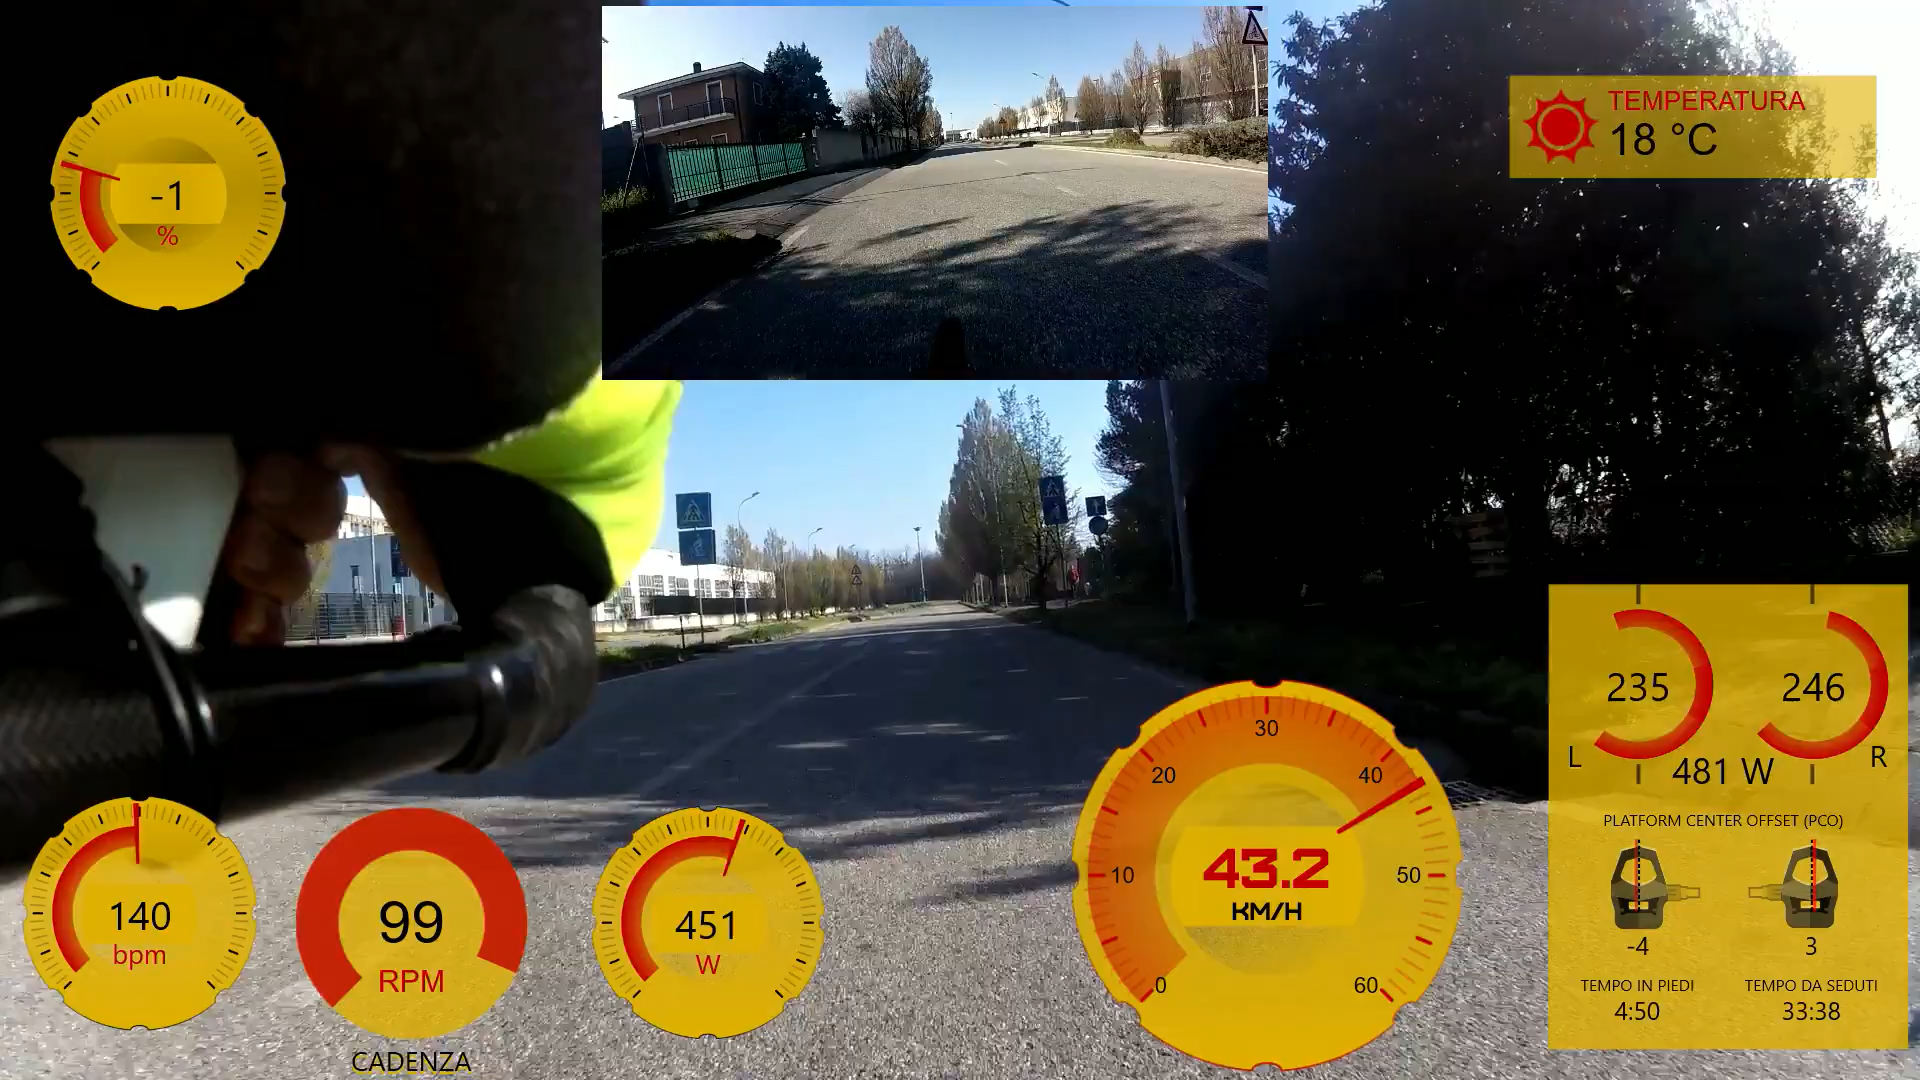 -1
%
TEMPERATURA
18 °C
235
246
L
R
481 W
PLATFORM CENTER OFFSET (PCO)
-4
3
TEMPO IN PIEDI
TEMPO DA SEDUTI
4:50
33:38
140
bpm
99
RPM
CADENZA
451
W
0
10
20
30
40
50
60
43.2
KM/H